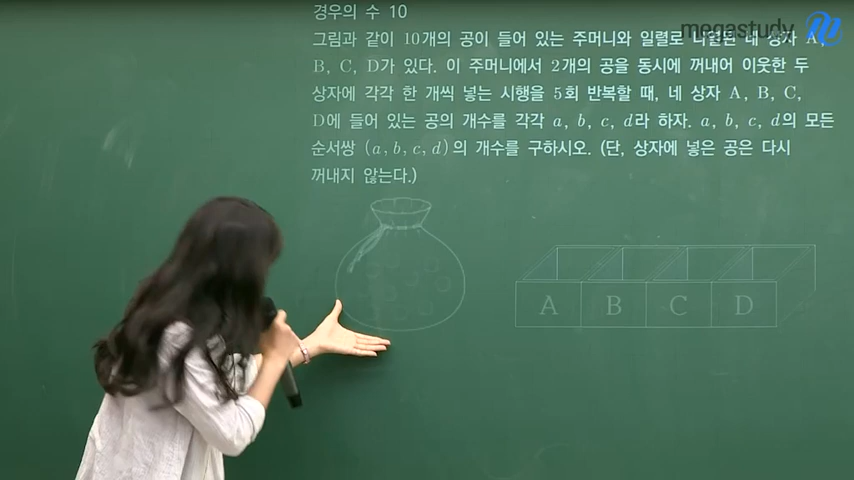 경우의 수 10
megastudy
그림과 같이 10개의 공이 들어 있는 주머니와 일렬로 나열된 네 상자 A,
B, C, D가 있다. 이 주머니에서 2개의 공을 동시에 꺼내어 이웃한 두
상자에 각각 한 개씩 넣는 시행을 5회 반복할 때, 네 상자 A, B, C,
D에 들어 있는 공의 개수를 각각 a, b, c, d라 하자. a, b, c, d의 모든
순서쌍 (a, b, c, d)의 개수를 구하시오. (단, 상자에 넣은 공은 다시
꺼내지 않는다.)
A B C D